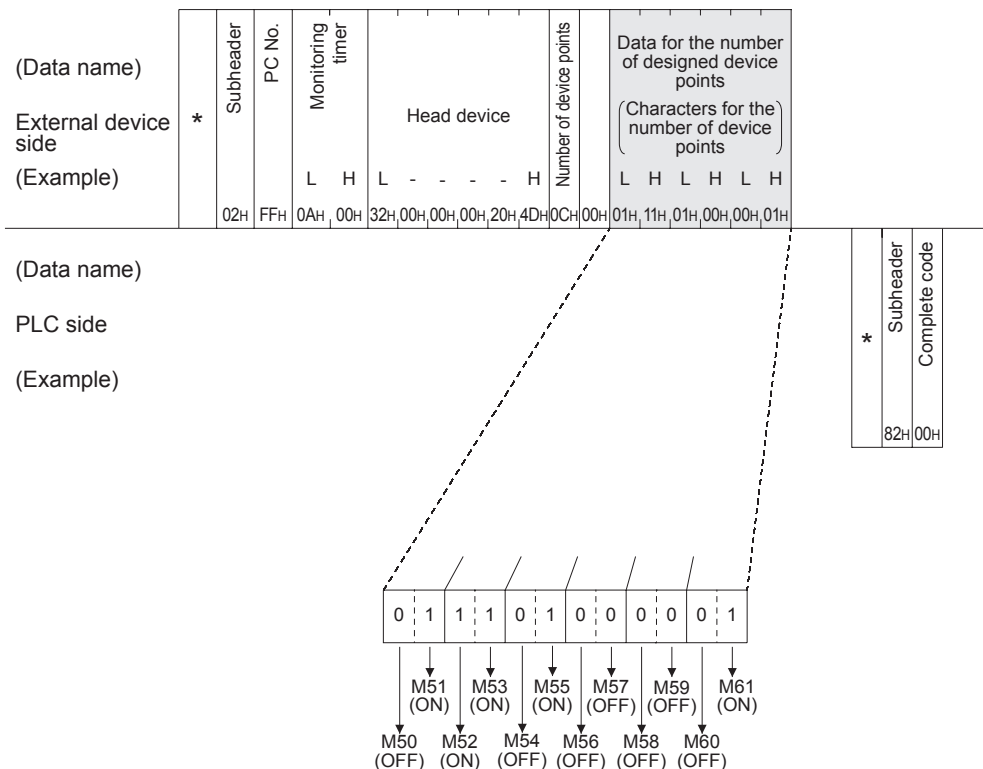 (Data name)
External device
side
(Example)
*
Subheader
PC No.
Monitoring
timer
Head device
Number of device points
Data for the number
of designed device
points
(Characters for the
number of device
points)
L H L - - - - H L H L H L H
02H FFH 0AH 00H 32H 00H 00H 00H 20H 4DH 0CH 00H 01H 11H 01H 00H 00H 01H
(Data name)
PLC side
(Example)
*
Subheader
Complete code
82H 00H
0 1 1 1 0 1 0 0 0 0 0 1
M51 M53 M55 M57 M59 M61
(ON) (ON) (ON) (OFF) (OFF) (ON)
M50 M52 M54 M56 M58 M60
(OFF) (ON) (OFF) (OFF) (OFF) (OFF)